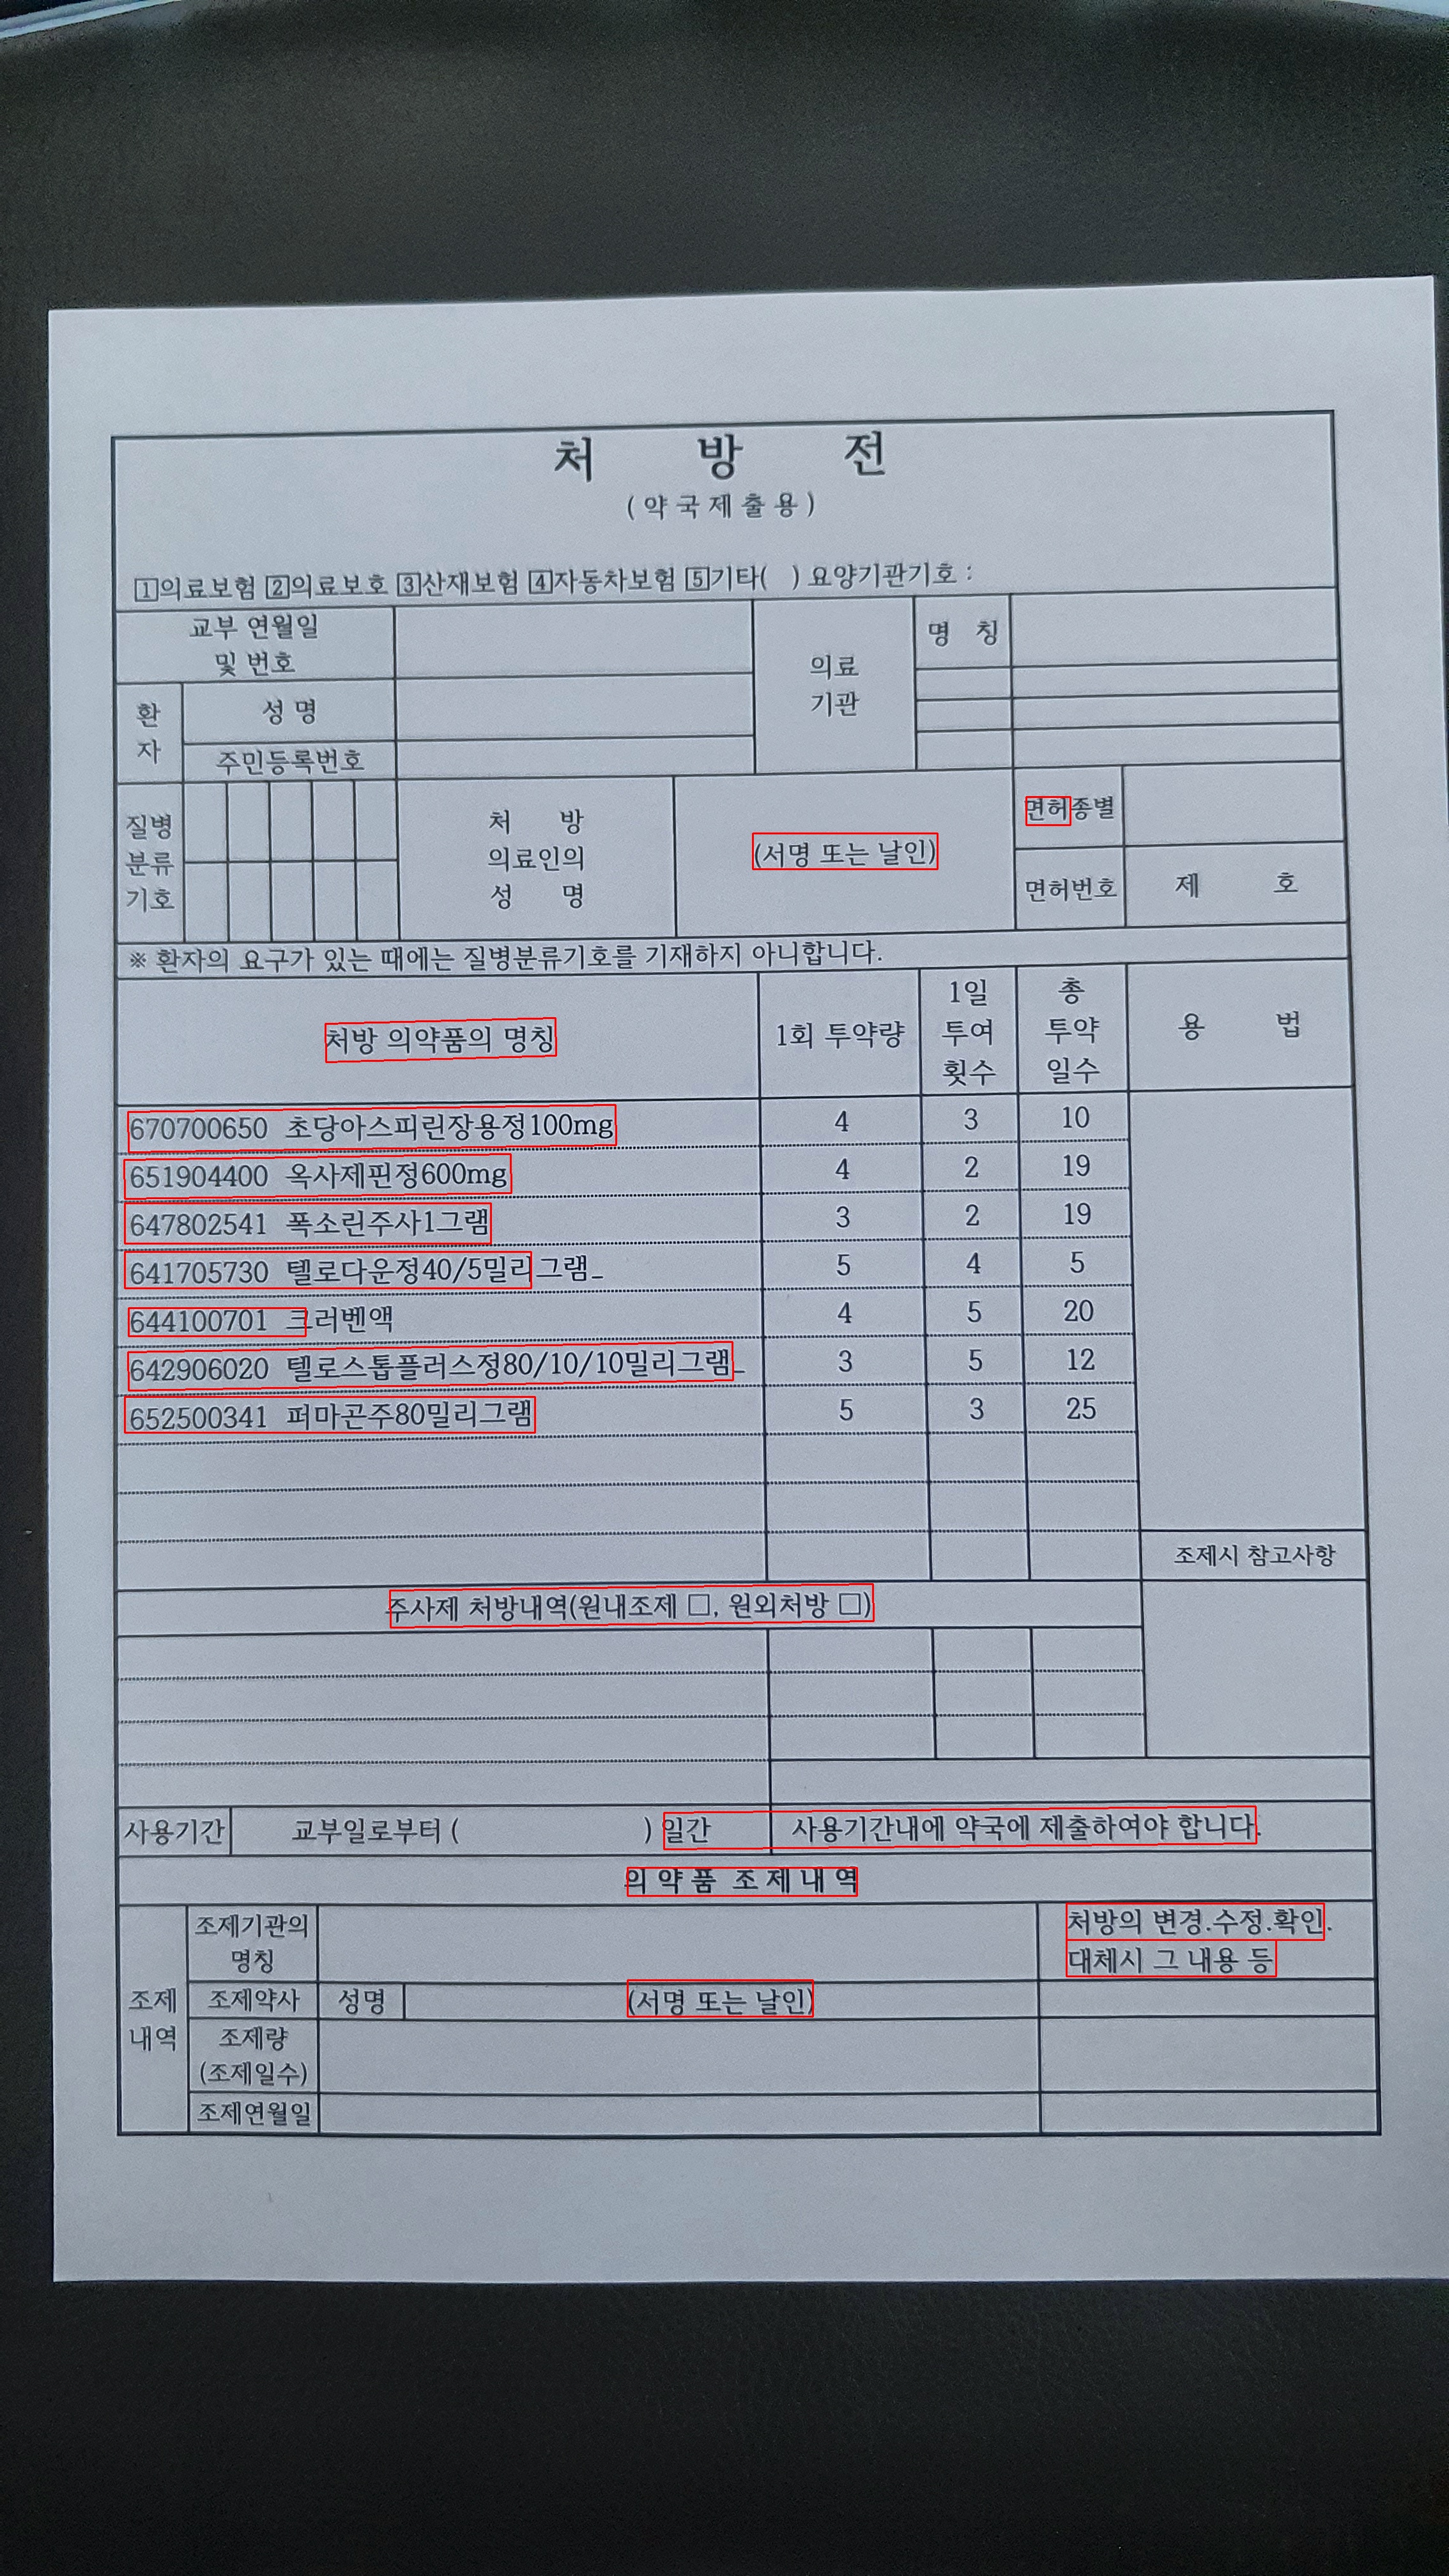 처 방 전
(약국제출용)
1의료보험 2의료보호 3산재보험 4자동차보험 5기타( ) 요양기관기호 :
교부 연월일
및 번호
의료
기관
명 칭
환
자
성 명
주민등록번호
질병
분류
기호
처 방
의료인의
성 명
(서명 또는 날인)
면허종별
면허번호
제 호
※ 환자의 요구가 있는 때에는 질병분류기호를 기재하지 아니합니다.
처방 의약품의 명칭
1회 투약량
1일
투여
횟수
총
투약
일수
용 법
670700650 초당아스피린장용정100mg 4 3 10
651904400 옥사제핀정600mg 4 2 19
647802541 폭소린주사1그램 3 2 19
641705730 텔로다운정40/5밀리그램_ 5 4 5
644100701 크러벤액 4 5 20
642906020 텔로스톱플러스정80/10/10밀리그램_ 3 5 12
652500341 퍼마곤주80밀리그램 5 3 25
조제시 참고사항
주사제 처방내역(원내조제 □, 원외처방 □)
사용기간 교부일로부터 ( ) 일간 사용기간내에 약국에 제출하여야 합니다.
의 약 품 조 제 내 역
조제
내역
조제기관의
명칭
처방의 변경.수정.확인.
대체시 그 내용 등
조제약사 성명 (서명 또는 날인)
조제량
(조제일수)
조제연월일